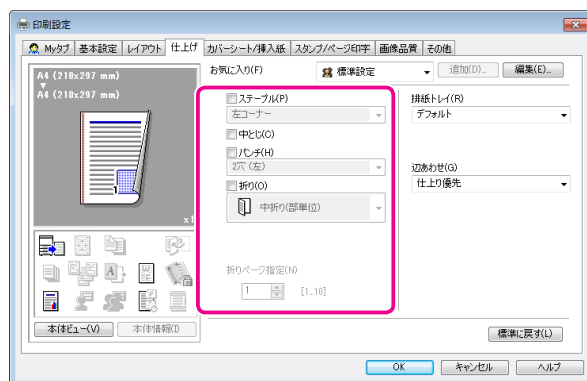 印刷設定
Myタブ 基本設定 レイアウト 仕上げ カバーシート/挿入紙 スタンプ/ページ印字 画像品質 その他
A4 (210x297 mm)
A4 (210x297 mm)
1
x1
お気に入り(F) 標準設定 追加(D).. 編集(E)..
ステープル(P)
左コーナー
中とじ(C)
パンチ(H)
2穴 (左)
折り(O)
中折り(部単位)
折りページ指定(N)
1 [1...10]
排紙トレイ(R)
デフォルト
辺あわせ(G)
仕上り優先
本体ビュー(V) 本体情報(I)
標準に戻す(L)
OK キャンセル ヘルプ